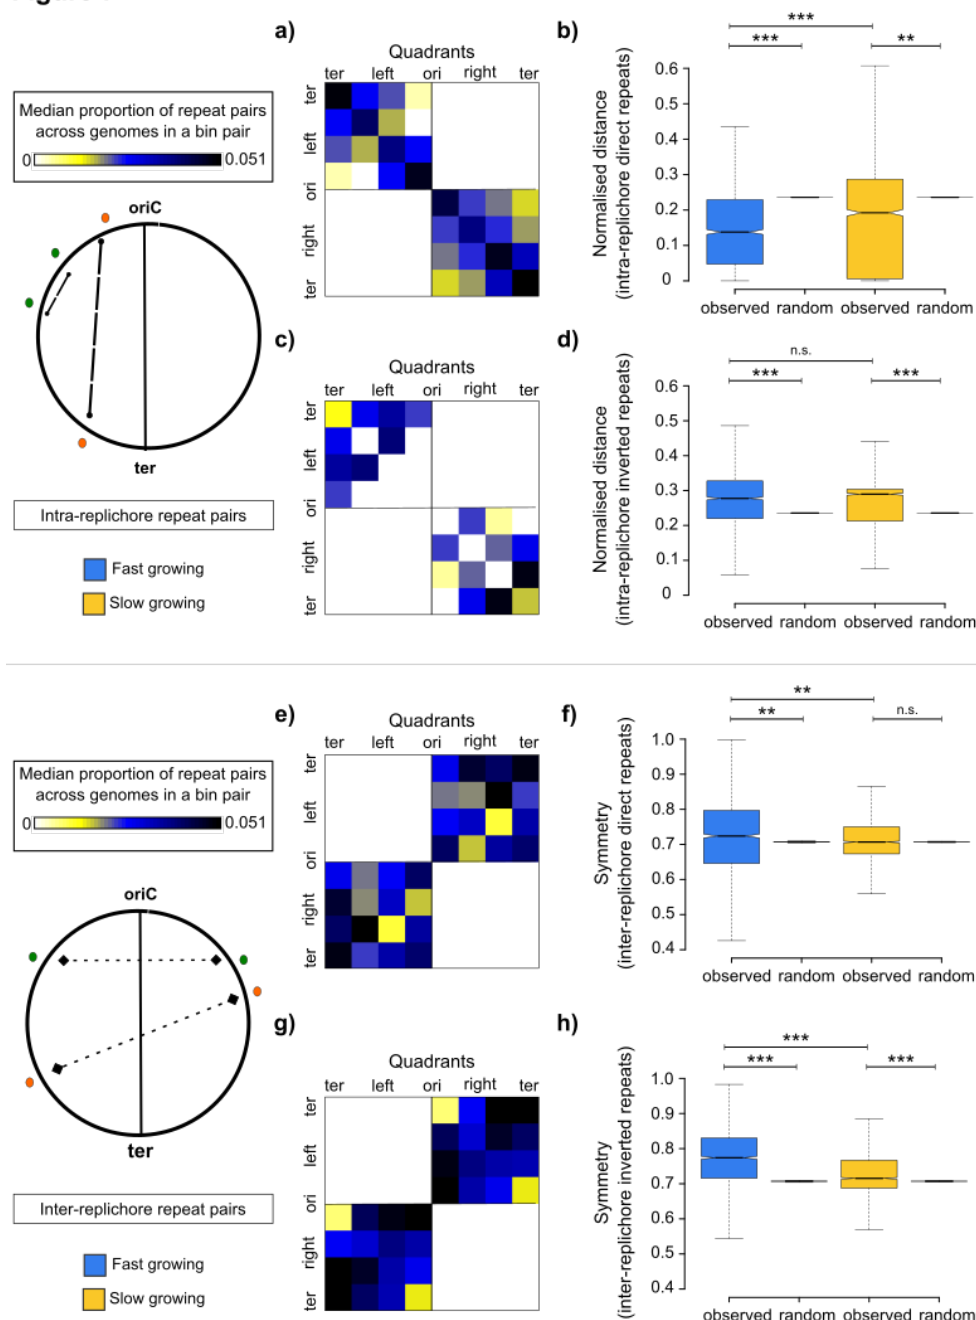 a)
Quadrants
ter left ori right ter
ter
left
ori
right
ter
b)
*** 
*** **
Normalised distance
(intra-replichore direct repeats)
0.6
0.5
0.4
0.3
0.2
0.1
0
observed random observed random
Median proportion of repeat pairs
across genomes in a bin pair
0 0.051
oriC
ter
Intra-replichore repeat pairs
Fast growing
Slow growing
c)
Quadrants
ter left ori right ter
ter
left
ori
right
ter
d)
n.s.
*** ***
Normalised distance
(intra-replichore inverted repeats)
0.6
0.5
0.4
0.3
0.2
0.1
0
observed random observed random
e)
Quadrants
ter left ori right ter
ter
left
ori
right
ter
f)
**
** n.s.
Symmetry
(inter-replichore direct repeats)
1.0
0.9
0.8
0.7
0.6
0.5
0.4
observed random observed random
Median proportion of repeat pairs
across genomes in a bin pair
0 0.051
oriC
ter
Inter-replichore repeat pairs
Fast growing
Slow growing
g)
Quadrants
ter left ori right ter
ter
left
ori
right
ter
h)
***
*** ***
Symmetry
(inter-replichore inverted repeats)
1.0
0.9
0.8
0.7
0.6
0.5
0.4
observed random observed random